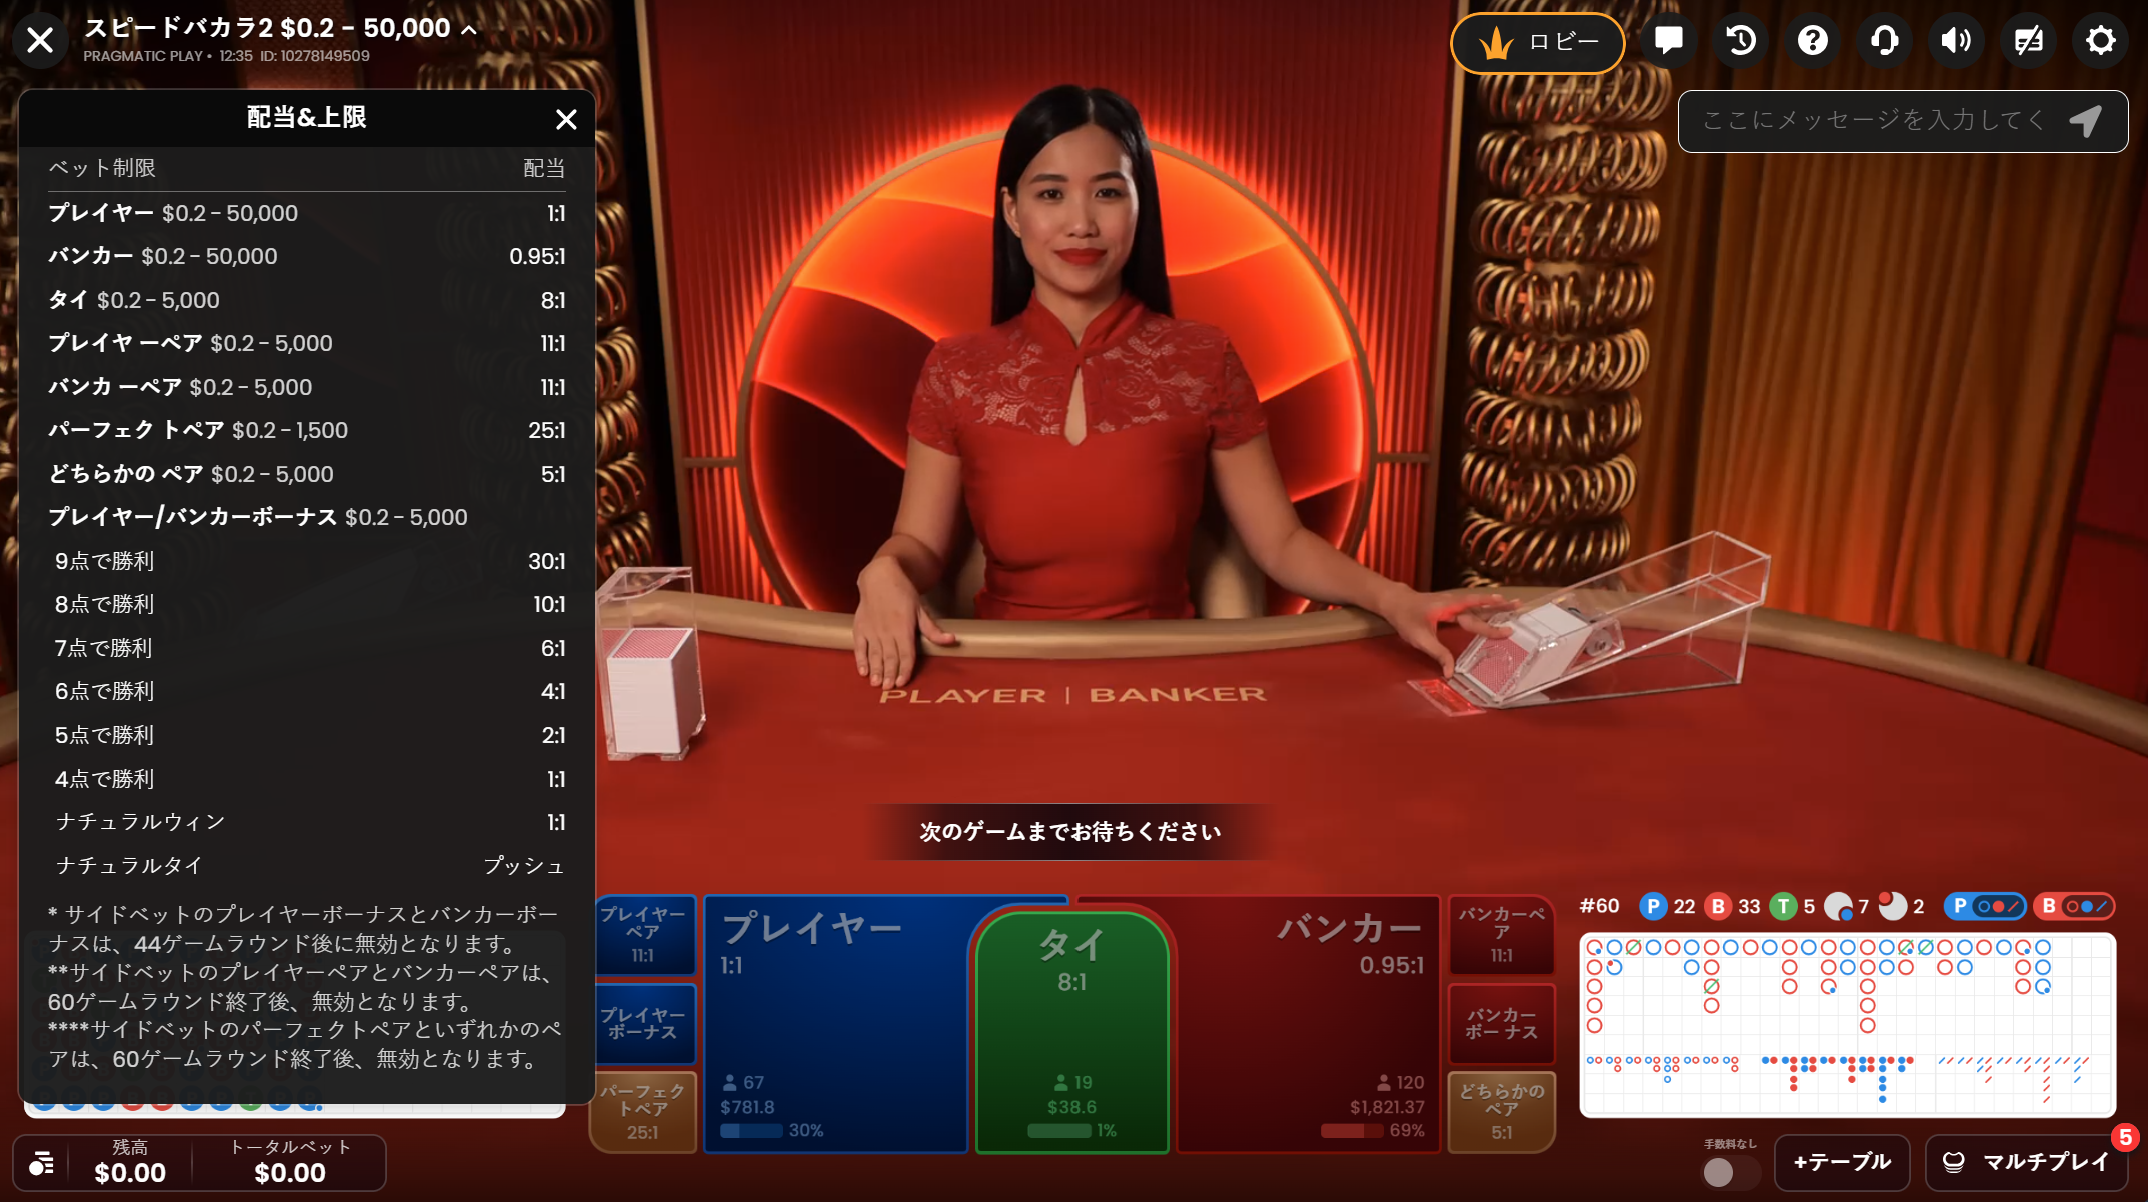 スピードバカラ2 $0.2 - 50,000
PRAGMATIC PLAY • 12:35 ID: 10278149509
ロビー
ここにメッセージを入力してく
配当&上限
ベット制限 配当
プレイヤー $0.2 - 50,000 1:1
バンカー $0.2 - 50,000 0.95:1
タイ $0.2 - 5,000 8:1
プレイヤ ーペア $0.2 - 5,000 11:1
バンカ ーペア $0.2 - 5,000 11:1
パーフェク トペア $0.2 - 1,500 25:1
どちらかの ペア $0.2 - 5,000 5:1
プレイヤー/バンカーボーナス $0.2 - 5,000
9点で勝利 30:1
8点で勝利 10:1
7点で勝利 6:1
6点で勝利 4:1
5点で勝利 2:1
4点で勝利 1:1
ナチュラルウィン 1:1
ナチュラルタイ プッシュ
* サイドベットのプレイヤーボーナスとバンカーボー
ナスは、44ゲームラウンド後に無効となります。
**サイドベットのプレイヤーペアとバンカーペアは、
60ゲームラウンド終了後、無効となります。
****サイドベットのパーフェクトペアといずれかのペ
アは、60ゲームラウンド終了後、無効となります。
PLAYER | BANKER
次のゲームまでお待ちください
プレイヤー
ペア
11:1
プレイヤー
ボーナス
パーフェク
トペア
25:1
プレイヤー
1:1
67
$781.8
30%
タイ
8:1
19
$38.6
1%
バンカー
0.95:1
120
$1,821.37
69%
バンカーペ
ア
11:1
バンカー
ボー ナス
どちらかの
ペア
5:1
#60 P 22 B 33 T 5 7 2 P B
残高
$0.00
トータルベット
$0.00
手数料なし
+テーブル
マルチプレイ
5